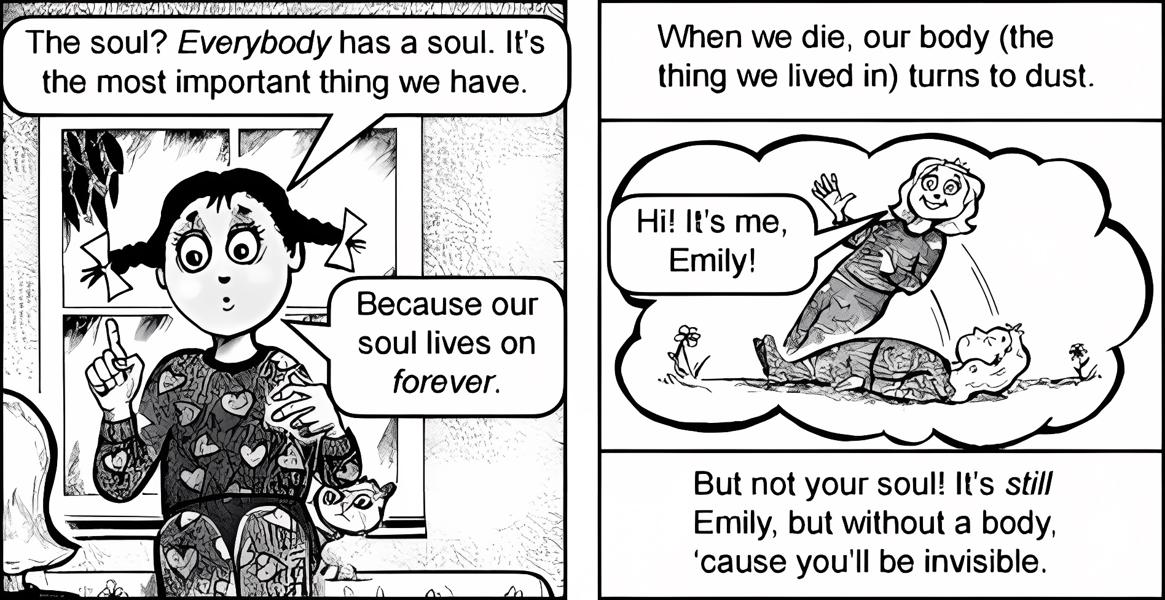 The soul? Everybody has a soul. It's
the most important thing we have.
Because our
soul lives on
forever.
When we die, our body (the
thing we lived in) turns to dust.
Hi! It's me,
Emily!
But not your soul! It's still
Emily, but without a body,
‘cause you'll be invisible.